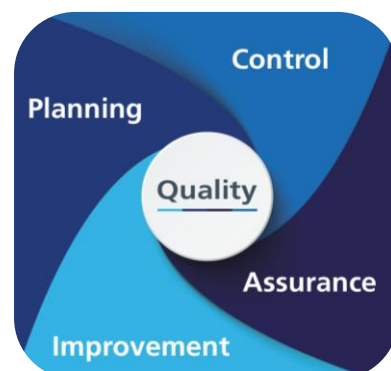 Control
Planning
Quality
Assurance
Improvement